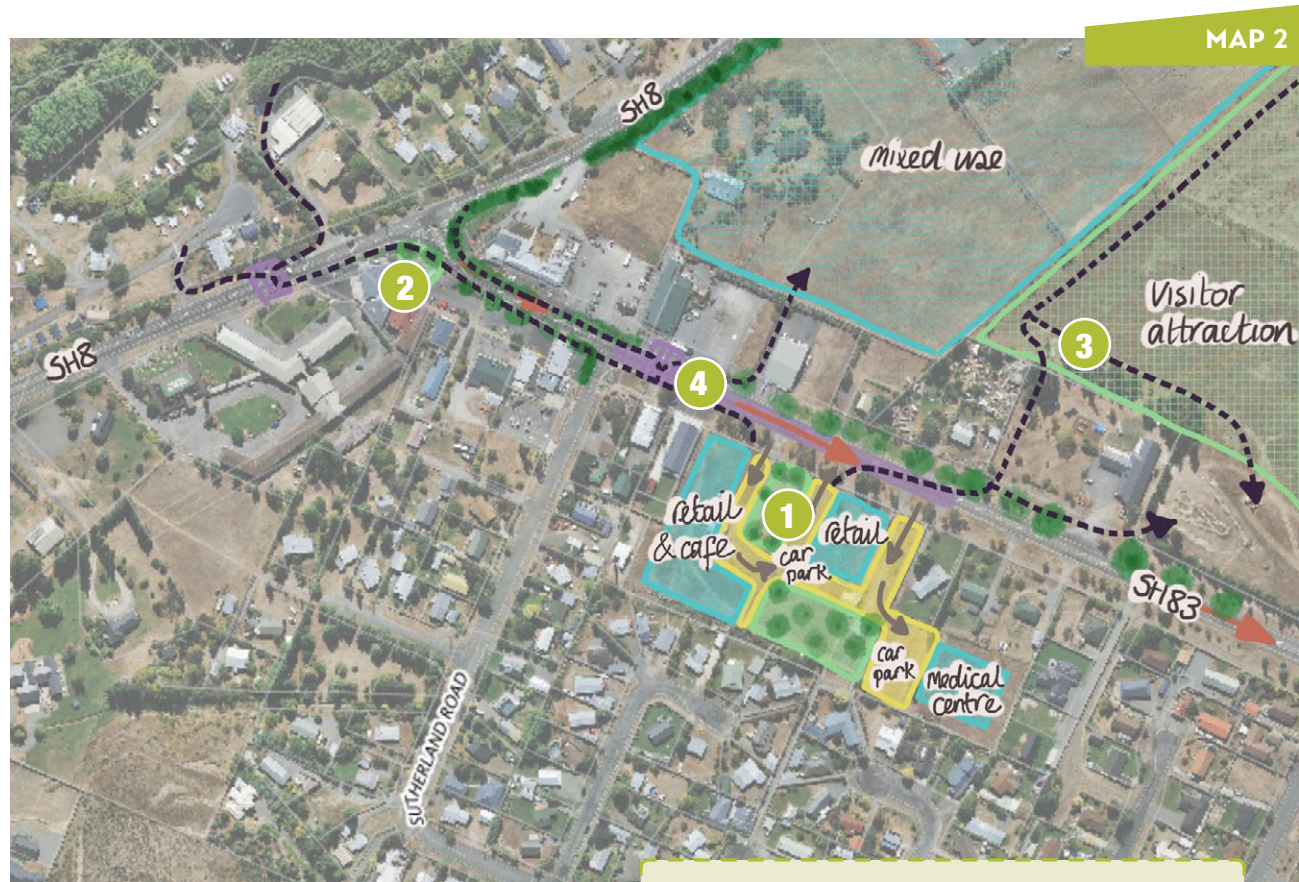 MAP 2
SH8
mixed use
Visitor
attraction
2
3
SH8
4
retail
& cafe
1
retail
car
park
SH83
car
park
medical
centre
SUTHERLAND ROAD